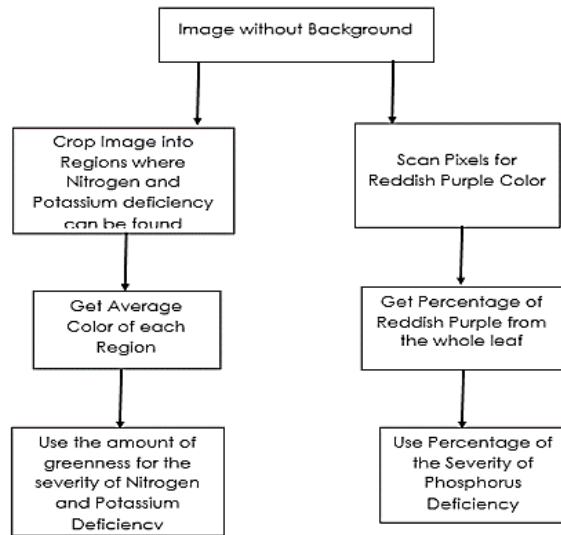 Image without Background
Crop Image into
Regions where
Nitrogen and
Potassium deficiency
can be found
Scan Pixels for
Reddish Purple Color
Get Average
Color of each
Region
Get Percentage of
Reddish Purple from
the whole leaf
Use the amount of
greenness for the
severity of Nitrogen
and Potassium
Deficiency
Use Percentage of
the Severity of
Phosphorus
Deficiency